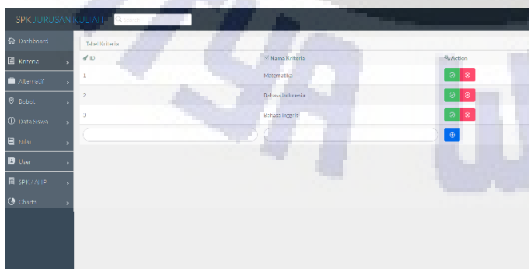 SPK JURUSAN KULIAH
Dashboard
Kriteria
Alternatif
Bobot
Data Siswa
Nilai
User
SPK / AHP
Charts
Tabel Kriteria
ID Nama Kriteria Action
1 Matematika
2 Bahasa Indonesia
3 Bahasa Inggris